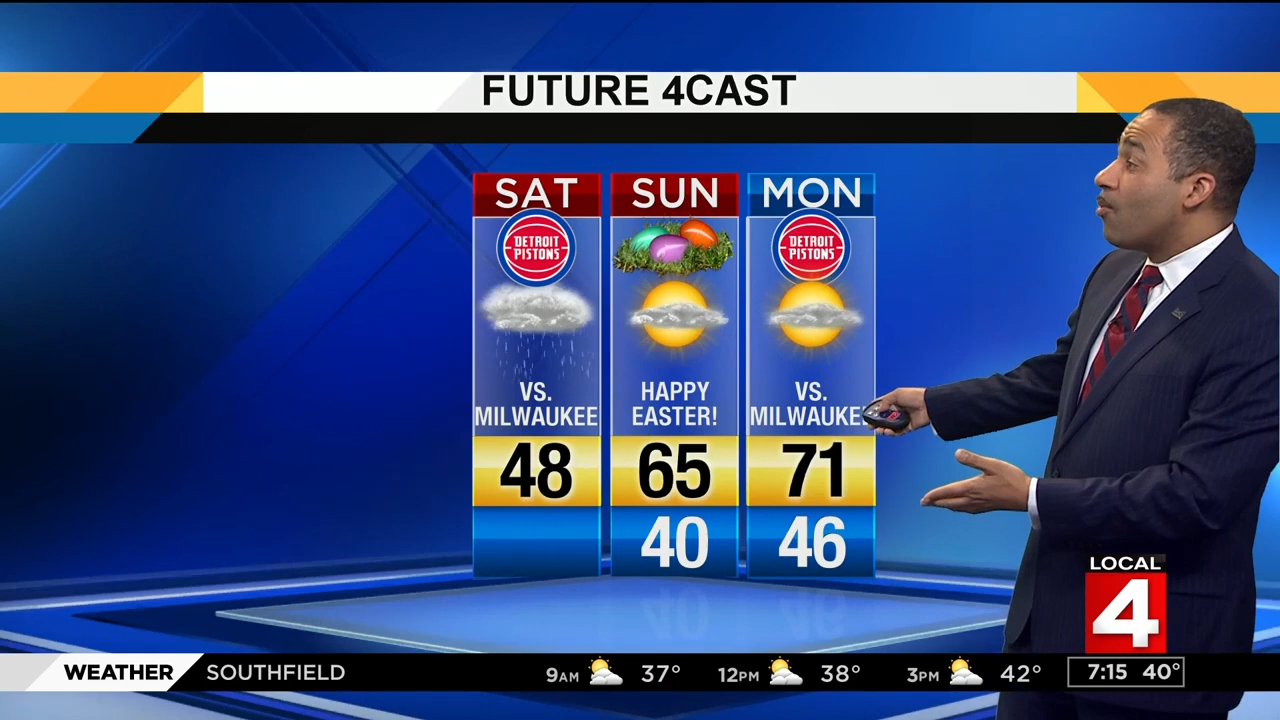 FUTURE 4CAST
SAT SUN MON
DETROIT PISTONS
DETROIT PISTONS
VS. MILWAUKEE
HAPPY EASTER!
VS. MILWAUKE
48 65 71
40 46
LOCAL
4
WEATHER SOUTHFIELD 9AM 37° 12PM 38° 3PM 42° 7:15 40°